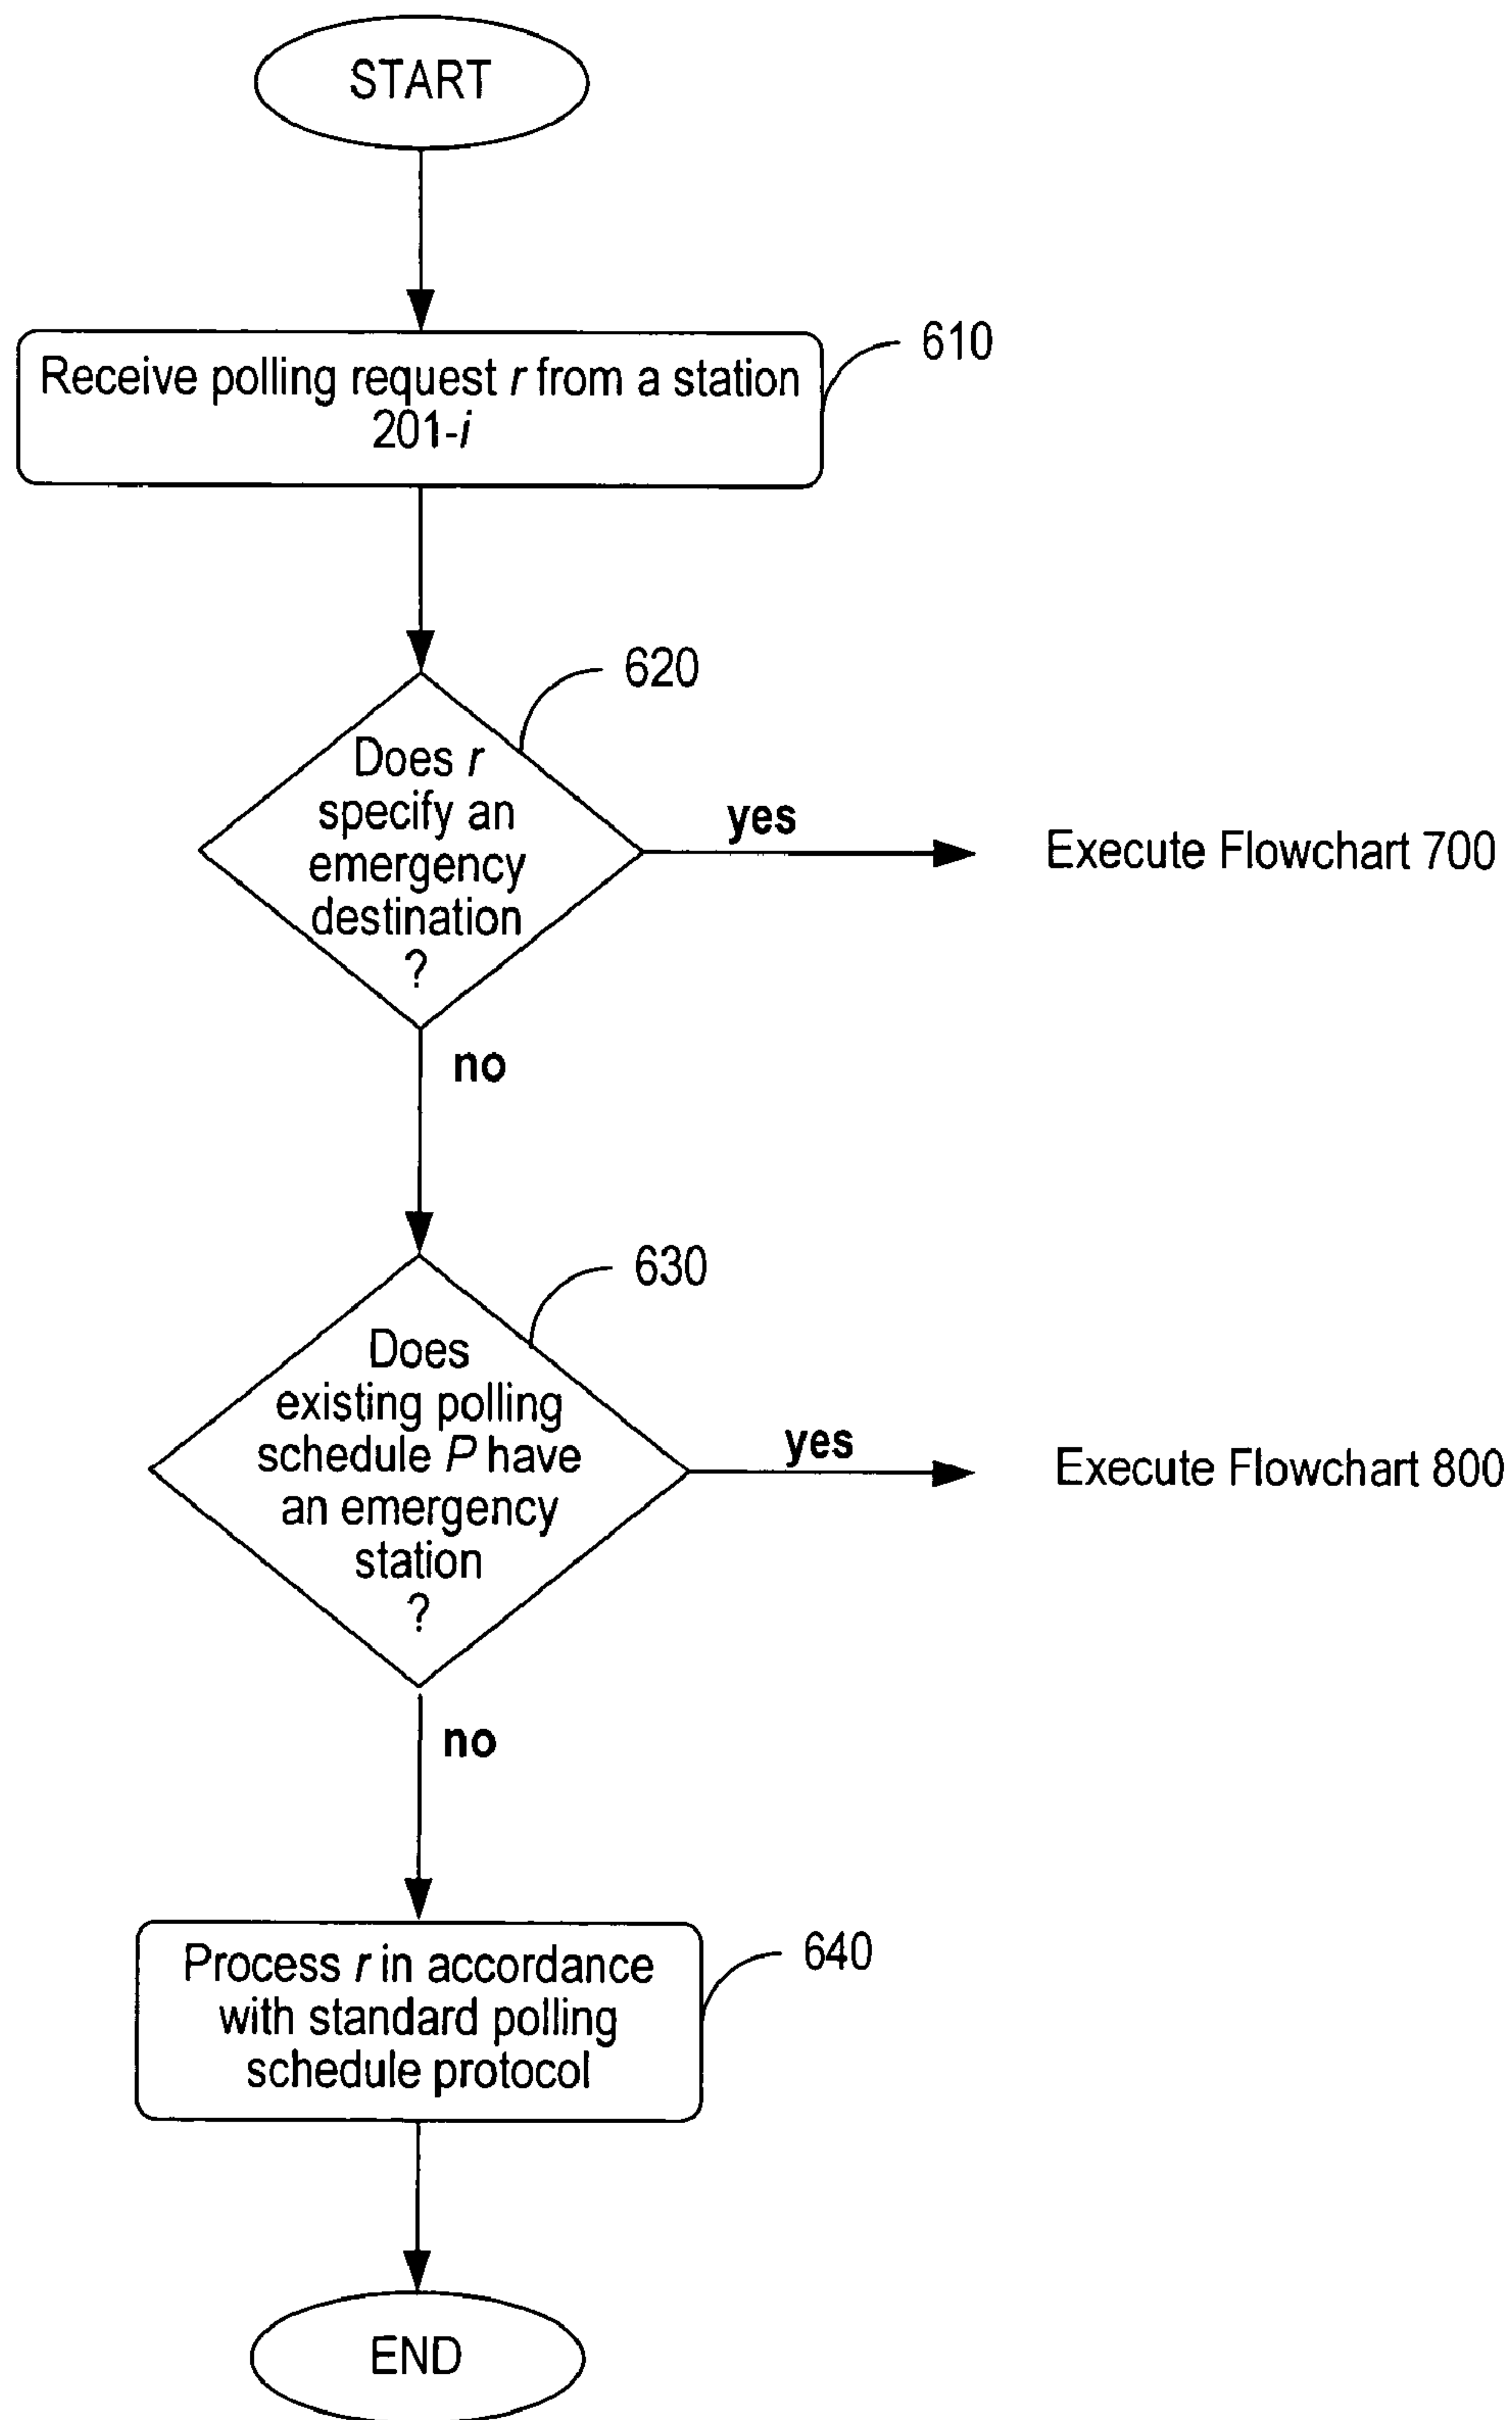 START
Receive polling request r from a station
201-i
610
620
Does r
specify an
emergency
destination
?
yes
Execute Flowchart 700
no
630
Does
existing polling
schedule P have
an emergency
station
?
yes
Execute Flowchart 800
no
Process r in accordance
with standard polling
schedule protocol
640
END